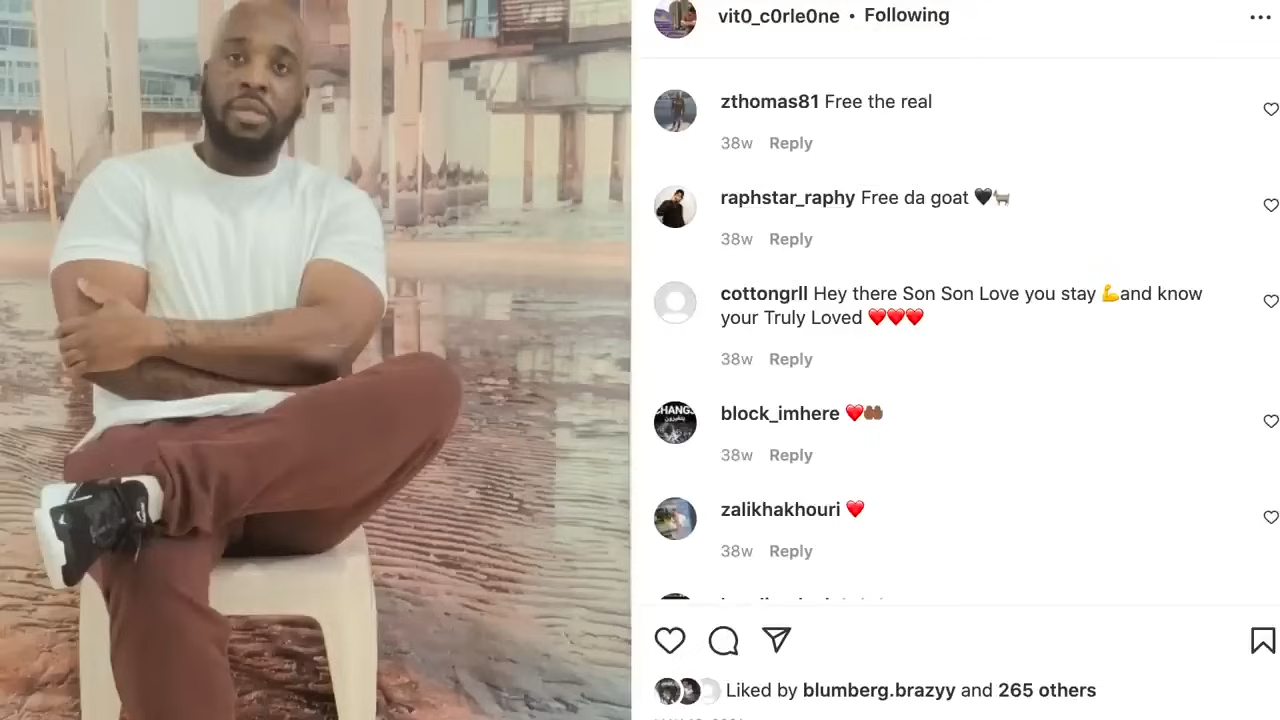 vit0_c0rle0ne • Following
zthomas81 Free the real
38w Reply
raphstar_raphy Free da goat 🖤🐐
38w Reply
cottongrll Hey there Son Son Love you stay 💪and know
your Truly Loved ❤️❤️❤️
38w Reply
CHANG
block_imhere ❤️🤲🏾
38w Reply
zalikhakhouri ❤️
38w Reply
Liked by blumberg.brazyy and 265 others